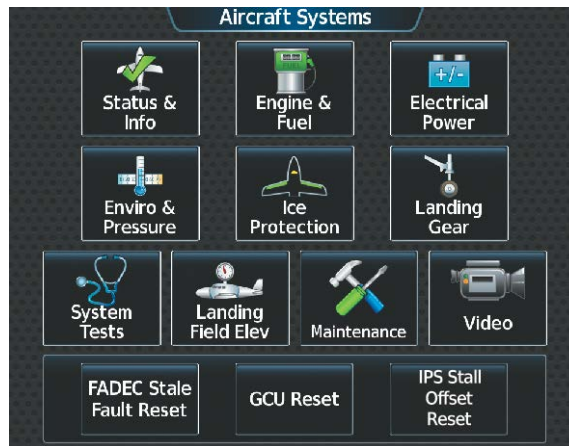 Aircraft Systems
FUEL
+/-
Status &
Info
Engine &
Fuel
Electrical
Power
Enviro &
Pressure
Ice
Protection
Landing
Gear
System
Tests
Landing
Field Elev
Maintenance
Video
FADEC Stale
Fault Reset
GCU Reset
IPS Stall
Offset
Reset